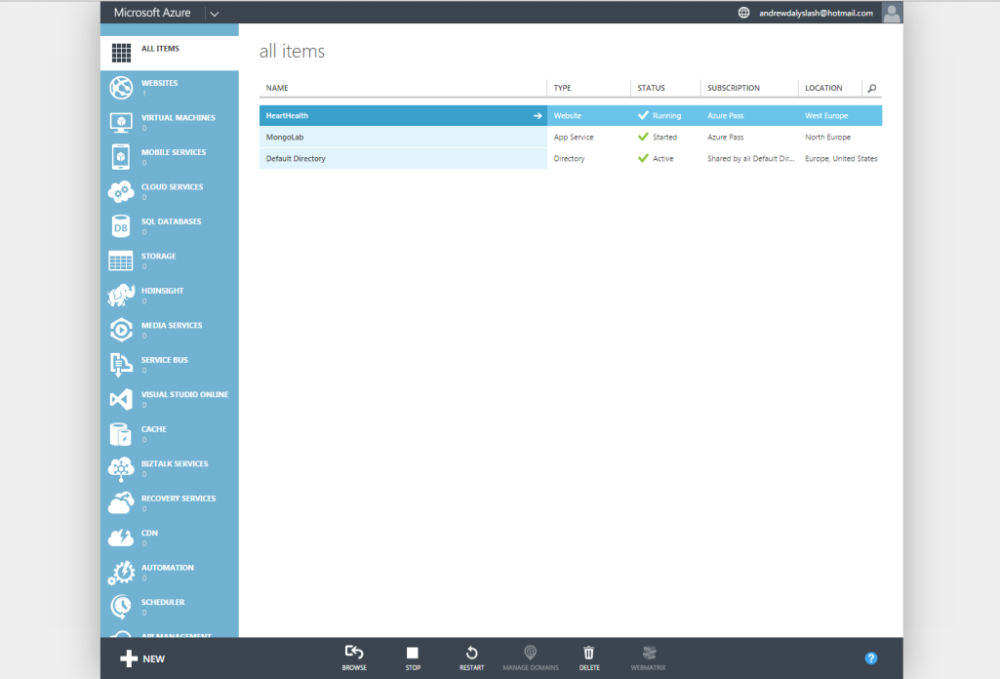 Microsoft Azure
andrewdalyslash@hotmail.com
ALL ITEMS
WEBSITES
1
VIRTUAL MACHINES
0
MOBILE SERVICES
0
CLOUD SERVICES
0
DB
SQL DATABASES
0
STORAGE
0
HDINSIGHT
0
MEDIA SERVICES
0
SERVICE BUS
0
VISUAL STUDIO ONLINE
0
CACHE
0
BIZTALK SERVICES
0
RECOVERY SERVICES
0
CDN
0
AUTOMATION
0
SCHEDULER
0
API MANAGEMENT
all items
NAME TYPE STATUS SUBSCRIPTION LOCATION
HeartHealth Website Running Azure Pass West Europe
MongoLab App Service Started Azure Pass North Europe
Default Directory Directory Active Shared by all Default Dir... Europe, United States
NEW
BROWSE STOP RESTART MANAGE DOMAINS DELETE WEBMATRIX
?